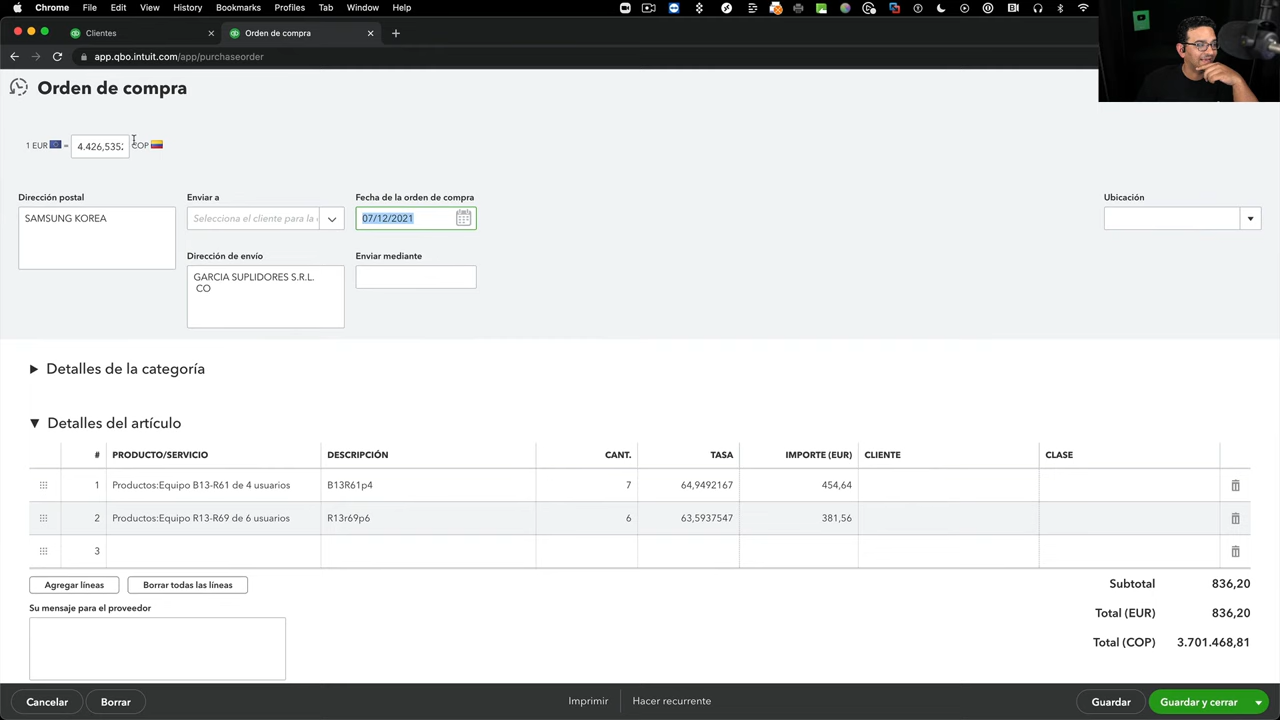 Chrome File Edit View History Bookmarks Profiles Tab Window Help
Clientes Orden de compra
app.qbo.intuit.com/app/purchaseorder
Orden de compra
1 EUR = 4.426,535 COP
Dirección postal Enviar a Fecha de la orden de compra Ubicación
SAMSUNG KOREA Selecciona el cliente para la 07/12/2021
Dirección de envío Enviar mediante
GARCIA SUPLIDORES S.R.L.
CO
Detalles de la categoría
Detalles del artículo
# PRODUCTO/SERVICIO DESCRIPCIÓN CANT. TASA IMPORTE (EUR) CLIENTE CLASE
1 Productos:Equipo B13-R61 de 4 usuarios B13R61p4 7 64,9492167 454,64
2 Productos:Equipo R13-R69 de 6 usuarios R13r69p6 6 63,5937547 381,56
3
Agregar líneas Borrar todas las líneas Subtotal 836,20
Su mensaje para el proveedor Total (EUR) 836,20
Total (COP) 3.701.468,81
Cancelar Borrar Imprimir Hacer recurrente Guardar Guardar y cerrar